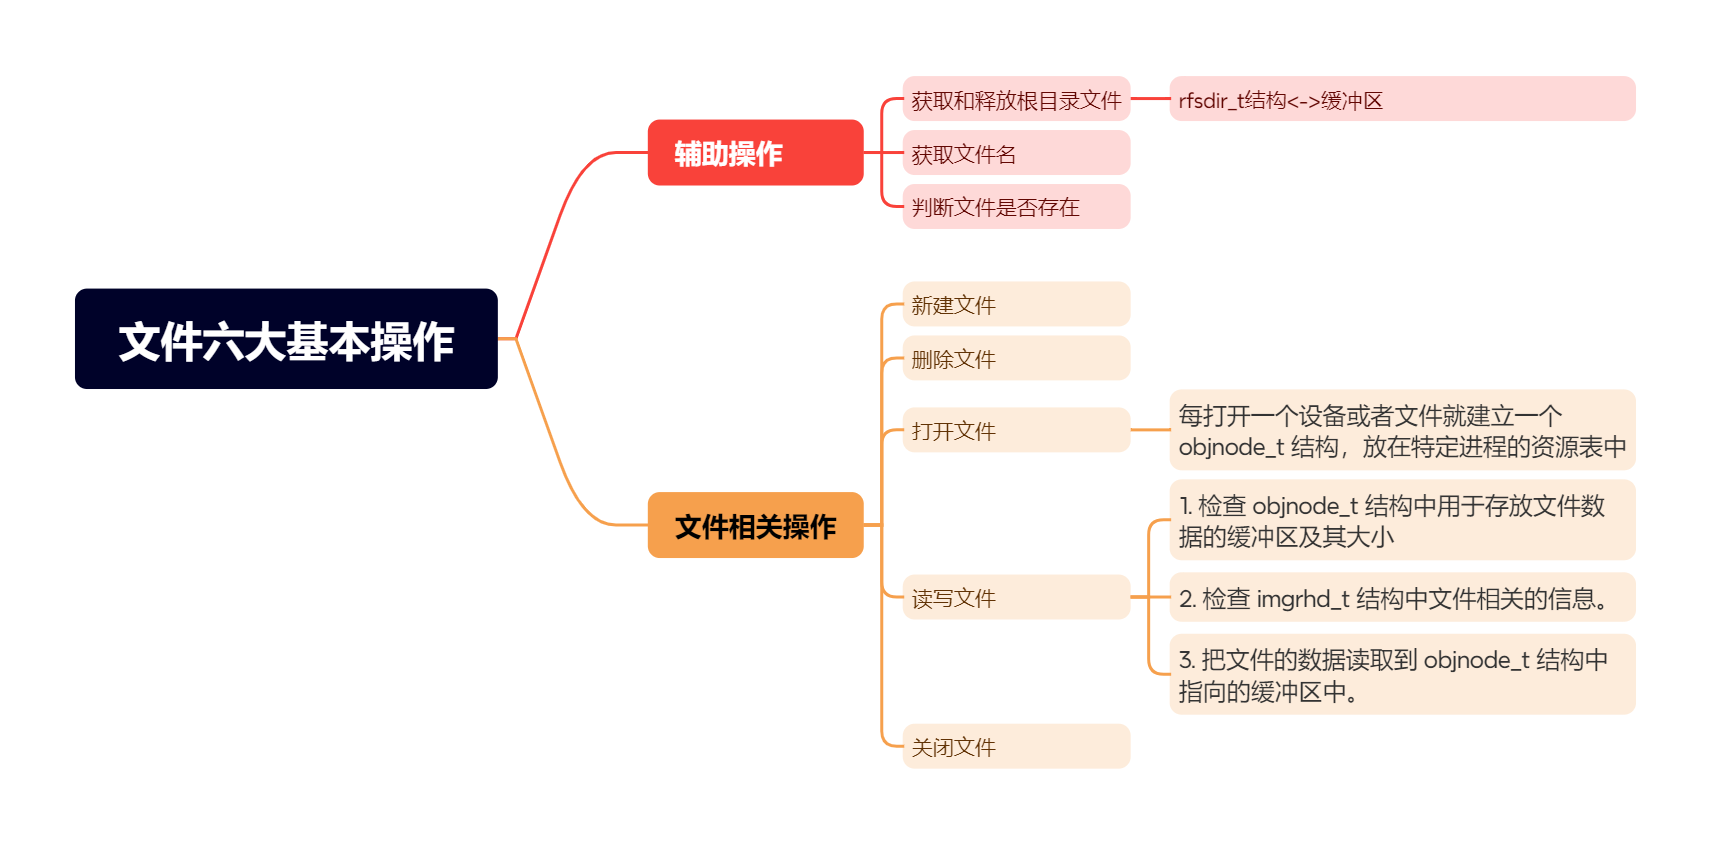 文件六大基本操作
辅助操作
获取和释放根目录文件
rfsdir_t结构<->缓冲区
获取文件名
判断文件是否存在
文件相关操作
新建文件
删除文件
打开文件
每打开一个设备或者文件就建立一个
objnode_t 结构，放在特定进程的资源表中
读写文件
1. 检查 objnode_t 结构中用于存放文件数
据的缓冲区及其大小
2. 检查 imgrhd_t 结构中文件相关的信息。
3. 把文件的数据读取到 objnode_t 结构中
指向的缓冲区中。
关闭文件